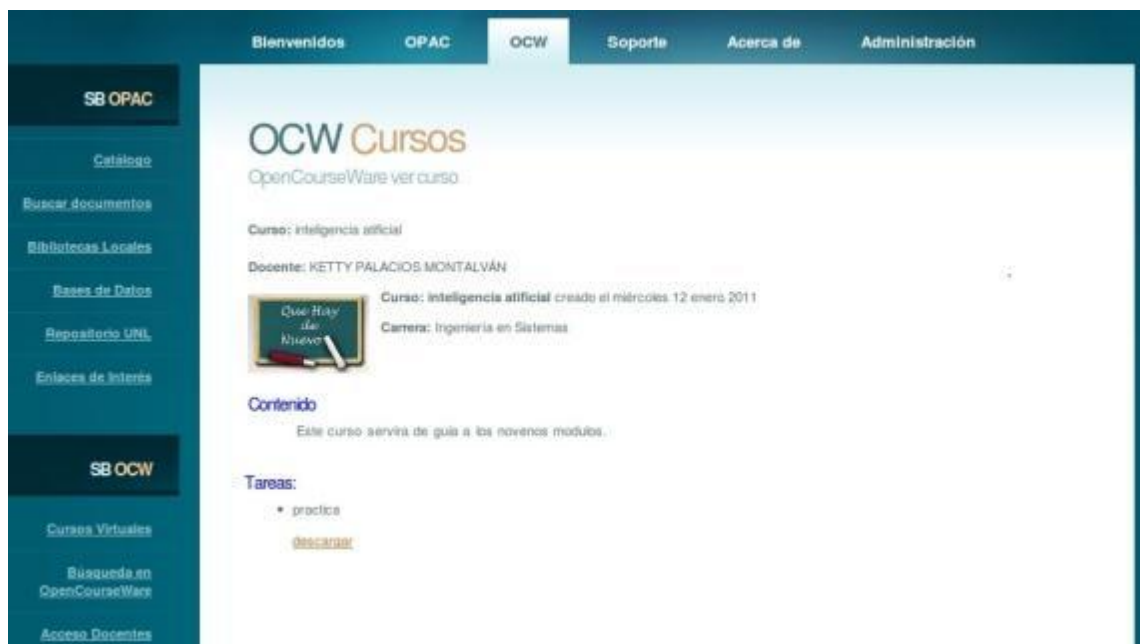 Bienvenidos OPAC OCW Soporte Acerca de Administración
SB OPAC
Catálogo
Buscar documentos
Bibliotecas Locales
Bases de Datos
Repositorio UNL
Enlaces de Interés
SB OCW
Cursos Virtuales
Búsqueda en
OpenCourseWare
Acceso Docentes
OCW Cursos
OpenCourseWare ver curso
Curso: inteligencia atificial
Docente: KETTY PALACIOS MONTALVÁN
Que Hay
de
Nuevo
Curso: inteligencia atificial creado el miércoles 12 enero 2011
Carrera: Ingeniería en Sistemas
Contenido
Este curso servira de guia a los novenos modulos.
Tareas:
• practica
descargar